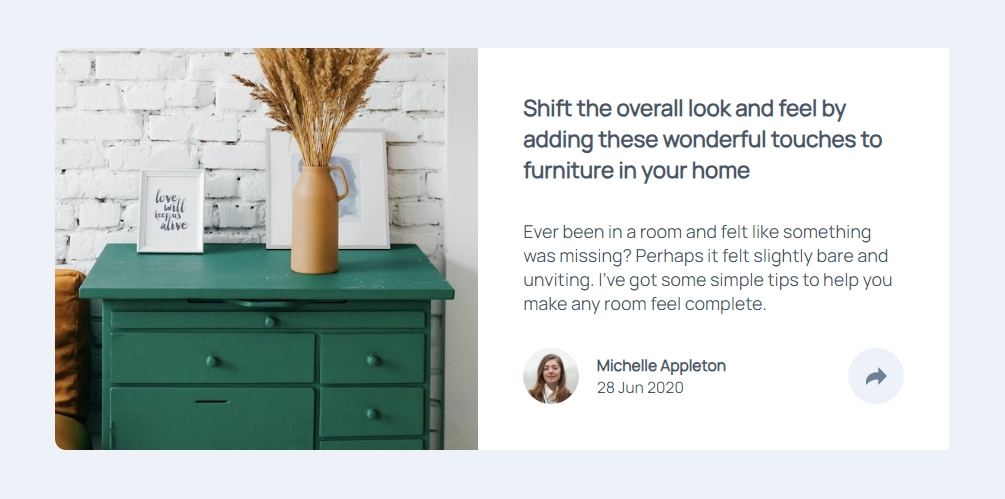 love
will
keep us
alive
Shift the overall look and feel by
adding these wonderful touches to
furniture in your home
Ever been in a room and felt like something
was missing? Perhaps it felt slightly bare and
unviting. I've got some simple tips to help you
make any room feel complete.
Michelle Appleton
28 Jun 2020